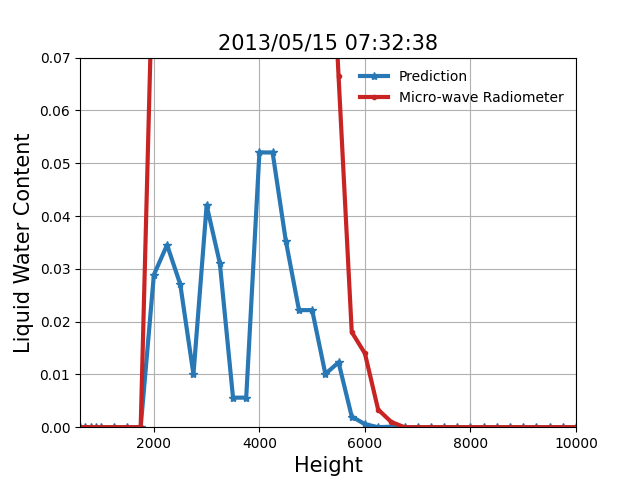 2013/05/15 07:32:38
0.07
0.06
0.05
0.04
0.03
0.02
0.01
0.00
Liquid Water Content
Prediction
Micro-wave Radiometer
2000 4000 6000 8000 10000
Height